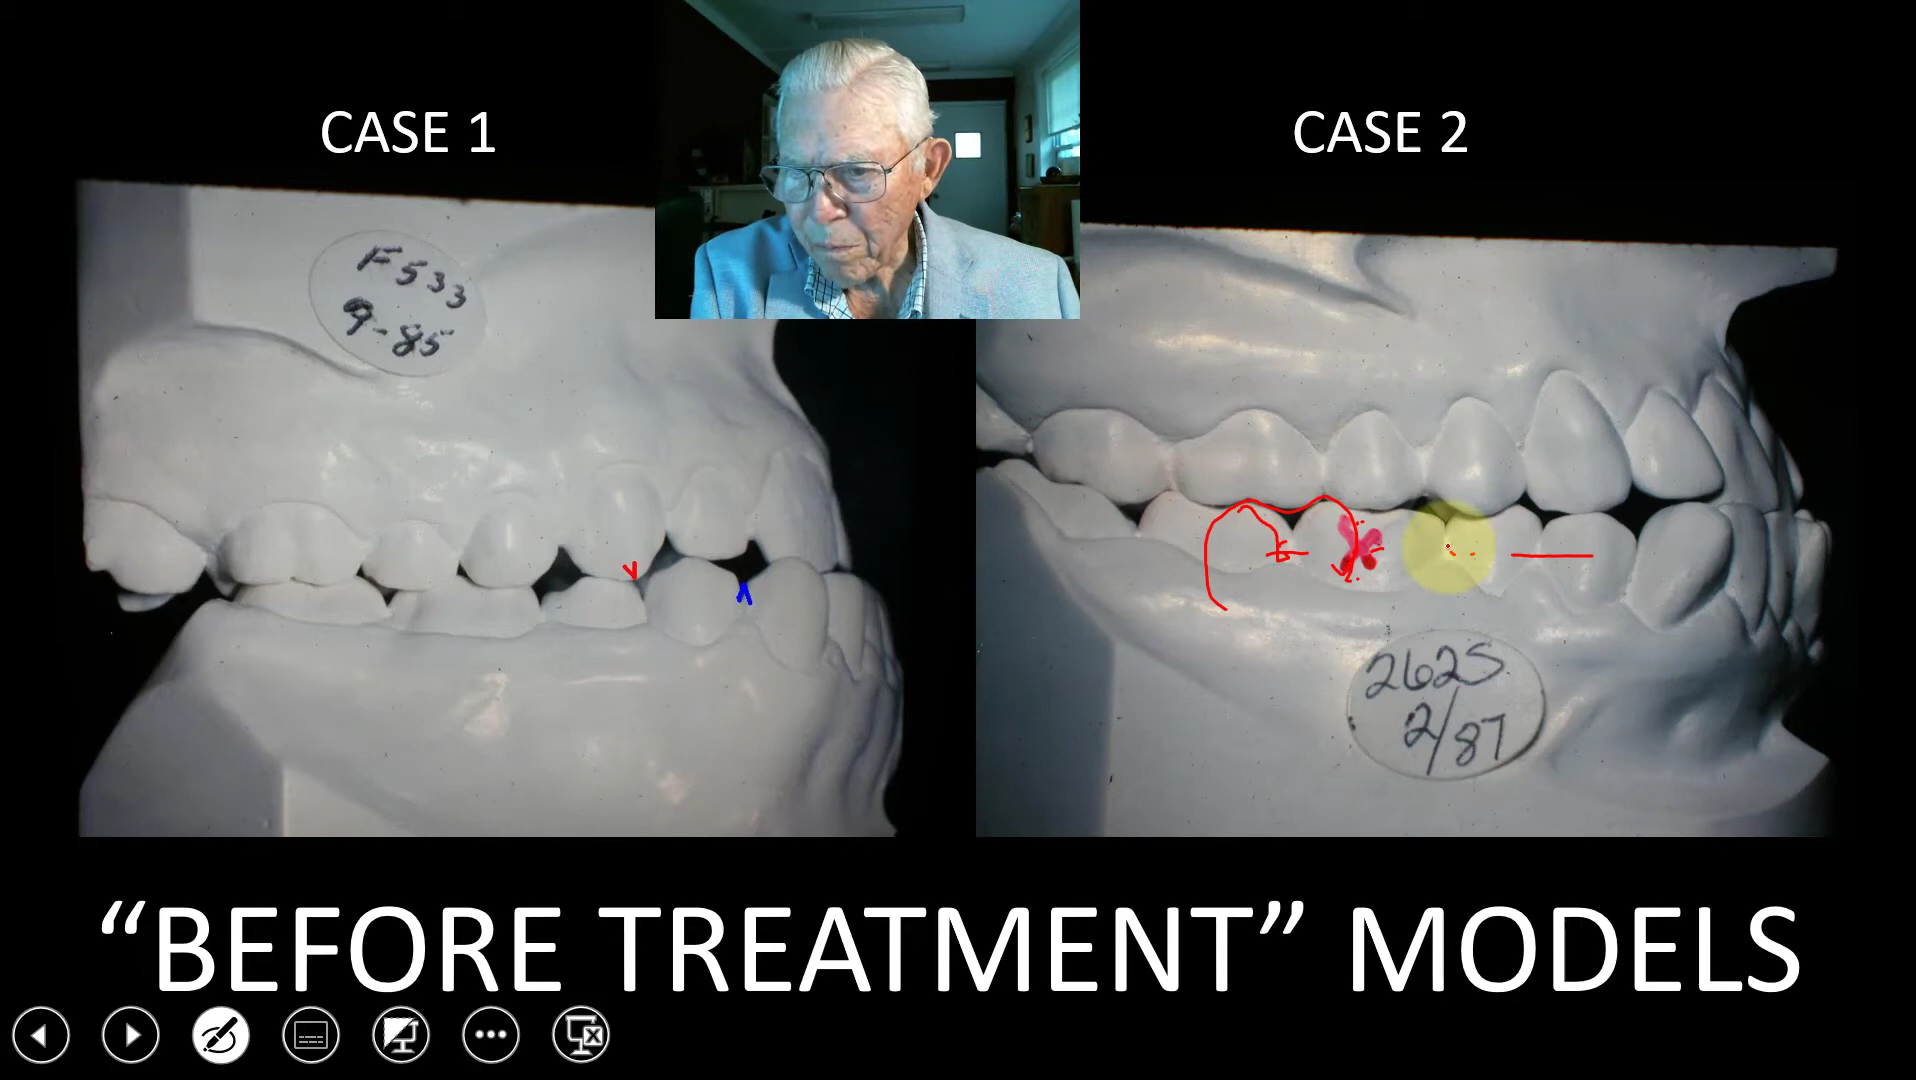 CASE 1
CASE 2
F533
9-85
2625
2/87
“BEFORE TREATMENT” MODELS